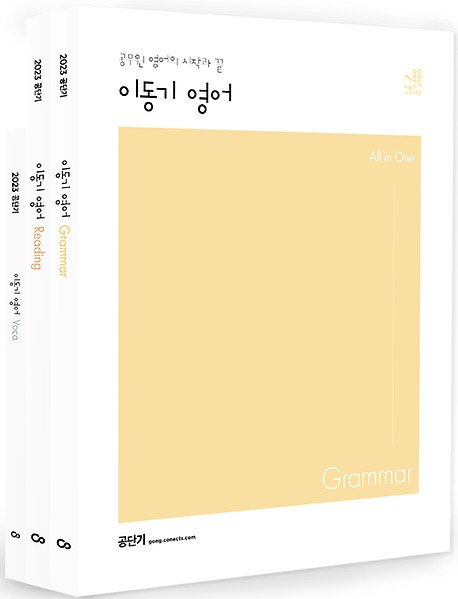 공무원 영어의 시작과 끝
이동기 영어
All in One
Grammar
공단기 gong.conects.com
2023 공단기
이동기 영어 Grammar
2023 공단기
이동기 영어 Reading
2023 공단기
이동기 영어 Voca